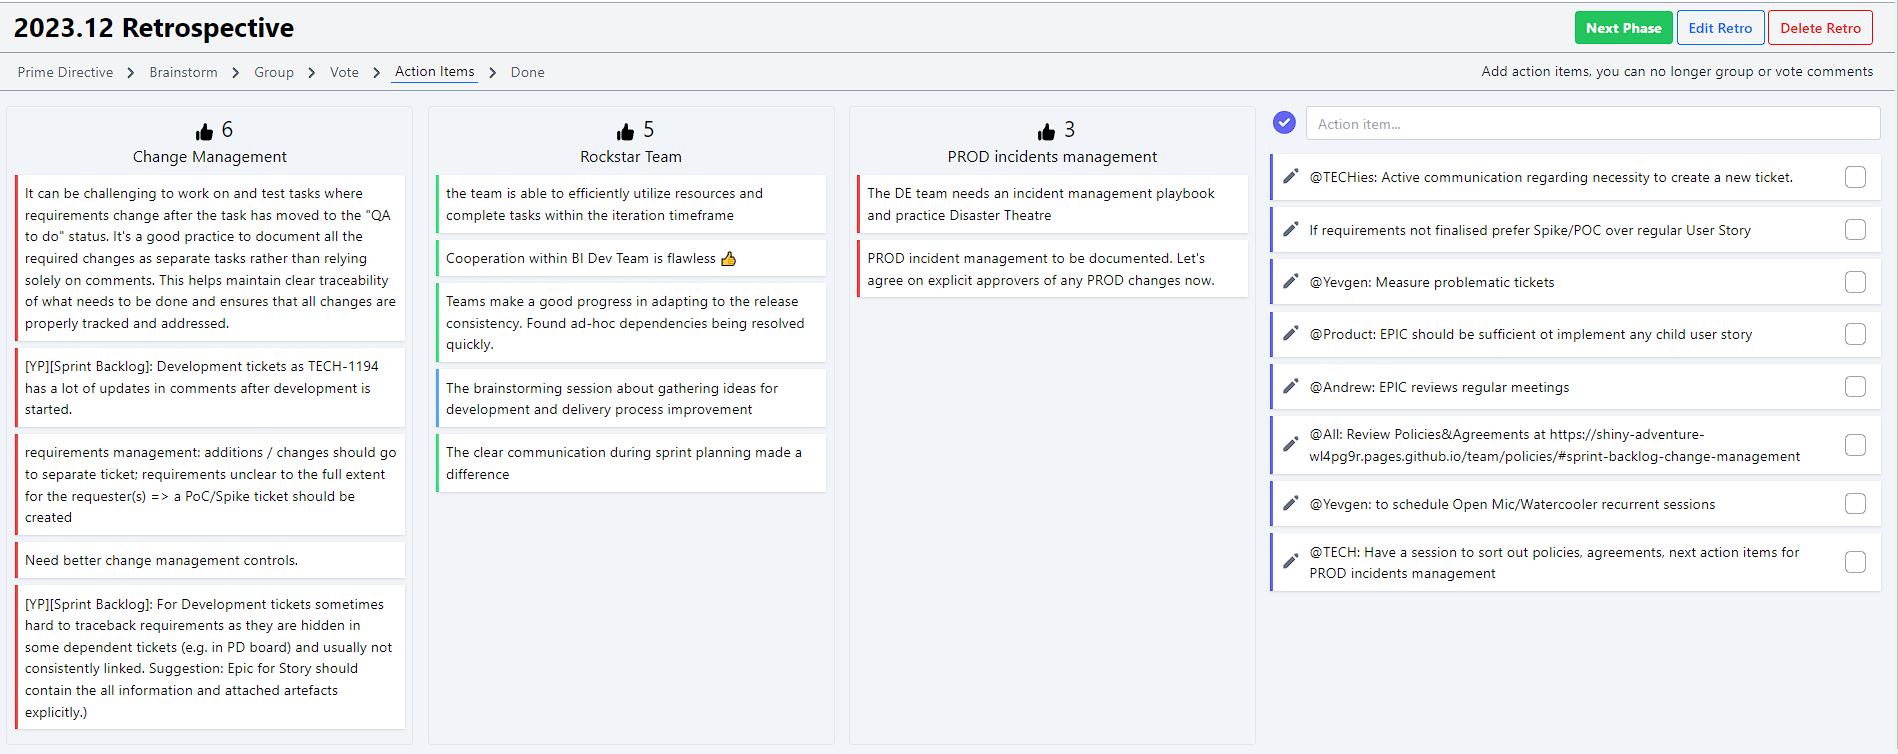 2023.12 Retrospective
Next Phase
Edit Retro
Delete Retro
Prime Directive
Brainstorm
Group
Vote
Action Items
Done
Add action items, you can no longer group or vote comments
6
Change Management
It can be challenging to work on and test tasks where
requirements change after the task has moved to the "QA
to do" status. It's a good practice to document all the
required changes as separate tasks rather than relying
solely on comments. This helps maintain clear traceability
of what needs to be done and ensures that all changes are
properly tracked and addressed.
[YP][Sprint Backlog]: Development tickets as TECH-1194
has a lot of updates in comments after development is
started.
requirements management: additions / changes should go
to separate ticket; requirements unclear to the full extent
for the requester(s) => a PoC/Spike ticket should be
created
Need better change management controls.
[YP][Sprint Backlog]: For Development tickets sometimes
hard to traceback requirements as they are hidden in
some dependent tickets (e.g. in PD board) and usually not
consistently linked. Suggestion: Epic for Story should
contain the all information and attached artefacts
explicitly.)
5
Rockstar Team
the team is able to efficiently utilize resources and
complete tasks within the iteration timeframe
Cooperation within BI Dev Team is flawless 👍
Teams make a good progress in adapting to the release
consistency. Found ad-hoc dependencies being resolved
quickly.
The brainstorming session about gathering ideas for
development and delivery process improvement
The clear communication during sprint planning made a
difference
3
PROD incidents management
The DE team needs an incident management playbook
and practice Disaster Theatre
PROD incident management to be documented. Let's
agree on explicit approvers of any PROD changes now.
Action item...
@TECHies: Active communication regarding necessity to create a new ticket.
If requirements not finalised prefer Spike/POC over regular User Story
@Yevgen: Measure problematic tickets
@Product: EPIC should be sufficient ot implement any child user story
@Andrew: EPIC reviews regular meetings
@All: Review Policies&Agreements at https://shiny-adventure-
wl4pg9r.pages.github.io/team/policies/#sprint-backlog-change-management
@Yevgen: to schedule Open Mic/Watercooler recurrent sessions
@TECH: Have a session to sort out policies, agreements, next action items for
PROD incidents management